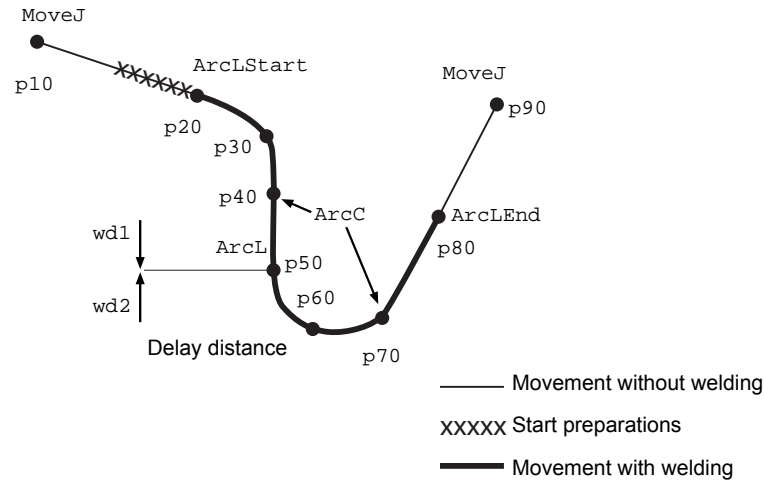 MoveJ
p10
ArcLStart
p20
p30
p40
ArcC
MoveJ
p90
ArcLEnd
p80
wd1
ArcL
p50
wd2
p60
Delay distance
p70
Movement without welding
xxxxx Start preparations
Movement with welding